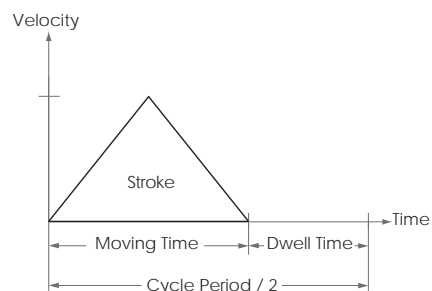 Velocity
Stroke
Time
Moving Time
Dwell Time
Cycle Period / 2